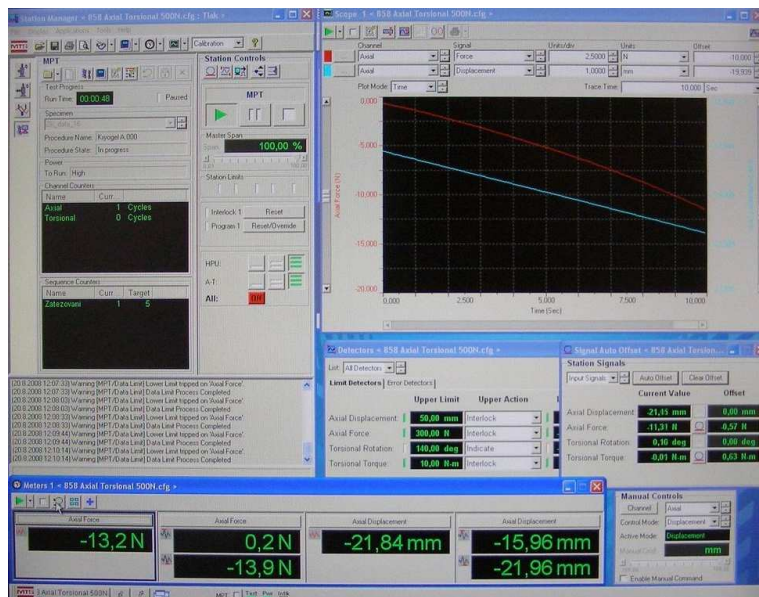 Station Manager < 858 Axial Torsional 500N.cfg : Tlak >
Display Applications Tools Help
MTS
Calibration
MPT
Test Progress
Run Time: 00:00:48
Paused
Specimen
Procedure Name: Kryogel A.000
Procedure State: In progress
Power
To Run: High
Channel Counters
Name Curr...
Axial 1 Cycles
Torsional 0 Cycles
Sequence Counters
Name Curr Target
Zatezovani 1 5
Station Controls
MPT
Master Span
Span: 100,00 %
Station Limits
Interlock 1 Reset
Program 1 Reset/Override
HPU:
A-T:
All:
[20.8.2008 12:07:33] Warning [MPT/Data Limit] Lower Limit tripped on 'Axial Force'.
[20.8.2008 12:07:33] Warning [MPT/Data Limit] Data Limit Process Completed
[20.8.2008 12:08:03] Warning [MPT/Data Limit] Lower Limit tripped on 'Axial Force'.
[20.8.2008 12:08:03] Warning [MPT/Data Limit] Data Limit Process Completed
[20.8.2008 12:08:33] Warning [MPT/Data Limit] Lower Limit tripped on 'Axial Force'.
[20.8.2008 12:08:33] Warning [MPT/Data Limit] Data Limit Process Completed
[20.8.2008 12:09:44] Warning [MPT/Data Limit] Lower Limit tripped on 'Axial Force'.
[20.8.2008 12:09:44] Warning [MPT/Data Limit] Data Limit Process Completed
[20.8.2008 12:10:14] Warning [MPT/Data Limit] Lower Limit tripped on 'Axial Force'.
[20.8.2008 12:10:14] Warning [MPT/Data Limit] Data Limit Process Completed
Scope 1 < 858 Axial Torsional 500N.cfg >
Channel Signal Units/div Units Offset
Axial Force 2,5000 N -10,000
Axial Displacement 1,0000 mm -19,939
Plot Mode: Time Trace Time: 10,000 Sec
Axial Force (N)
0.000
-5.000
-10.000
-15.000
-20.000
0.000 2.500 5.000 7.500 10.000
Time (Sec)
Detectors < 858 Axial Torsional 500N.cfg >
List: All Detectors
Limit Detectors Error Detectors
Upper Limit Upper Action
Axial Displacement 50,00 mm Interlock
Axial Force 300,00 N Interlock
Torsional Rotation: 140,00 deg Indicate
Torsional Torque: 10,00 N-m Interlock
Signal Auto Offset < 858 Axial Torsion...
Station Signals
Input Signals Auto Offset Clear Offset
Current Value Offset
Axial Displacement -21,45 mm 0,00 mm
Axial Force: -11,31 N -0,57 N
Torsional Rotation: 0,10 deg 0,00 deg
Torsional Torque: -0,01 N-m 0,63 N-m
Meters 1 < 858 Axial Torsional 500N.cfg >
Axial Force Axial Force Axial Displacement Axial Displacement
-13,2 N 0,2 N -21,84 mm -15,96 mm
-13,9 N -21,96 mm
Manual Controls
Channel: Axial
Control Mode: Displacement
Active Mode: Displacement
Manual Cmd:
mm
Enable Manual Command
MTS 1 Axial Torsional 500N MPT Test Pwr Intlk